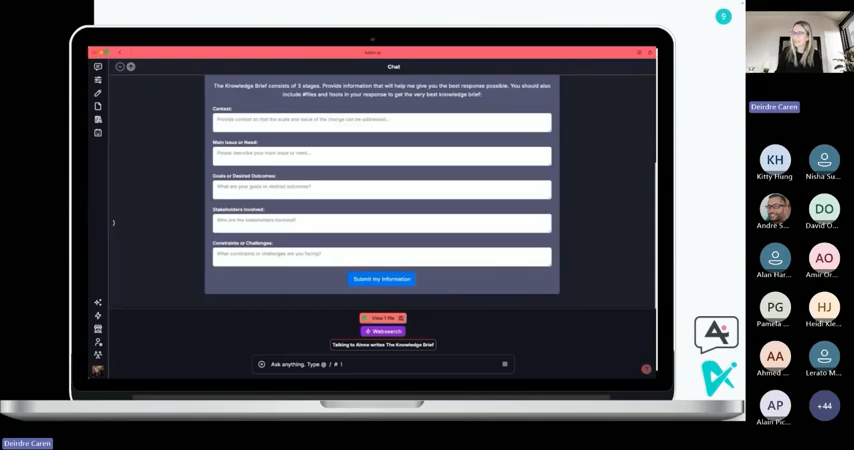 9
Chat
The Knowledge Brief consists of 3 stages. Provide information that will help me give you the best response possible. You should also
include #files and #tools in your response to get the very best knowledge brief:
Context:
Provide context so that the scale and issue of the change can be addressed...
Main Issue or Need:
Please describe your main issue or need...
Goals or Desired Outcomes:
What are your goals or desired outcomes?
Stakeholders Involved:
Who are the stakeholders involved?
Constraints or Challenges:
What constraints or challenges are you facing?
Submit my information
View 1 file
Websearch
Talking to Aimna writes The Knowledge Brief
Ask anything. Type @ / # !
Deirdre Caren
Deirdre Caren
KH
Kitty Hung
Nisha Su...
Andre S...
DO
David O...
Alan Har...
AO
Amir Or...
PG
Pamela ...
HJ
Heidi Kle...
AA
Ahmed ...
Lerato M...
AP
Alain Pic...
+44